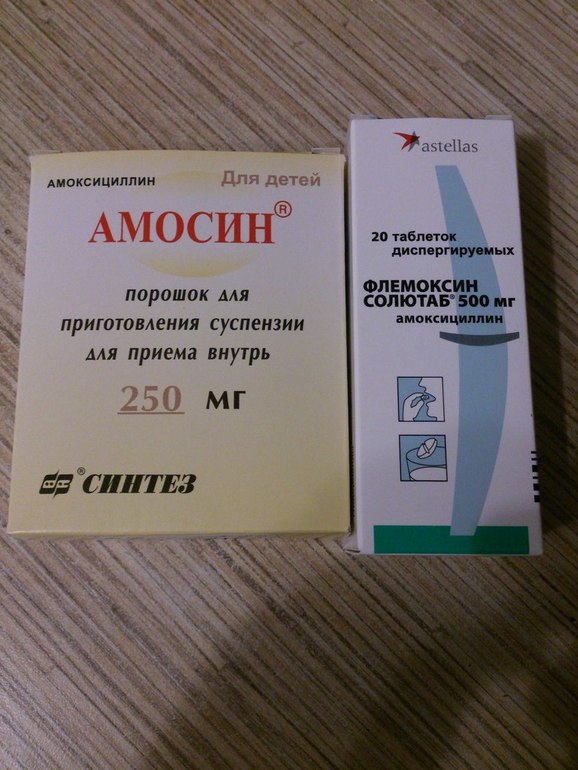 АМОКСИЦИЛЛИН
Для детей
АМОСИН®
порошок для
приготовления суспензии
для приема внутрь
250 мг
® СИНТЕЗ
astellas
20 таблеток
диспергируемых
ФЛЕМОКСИН
СОЛЮТАБ® 500 мг
амоксициллин